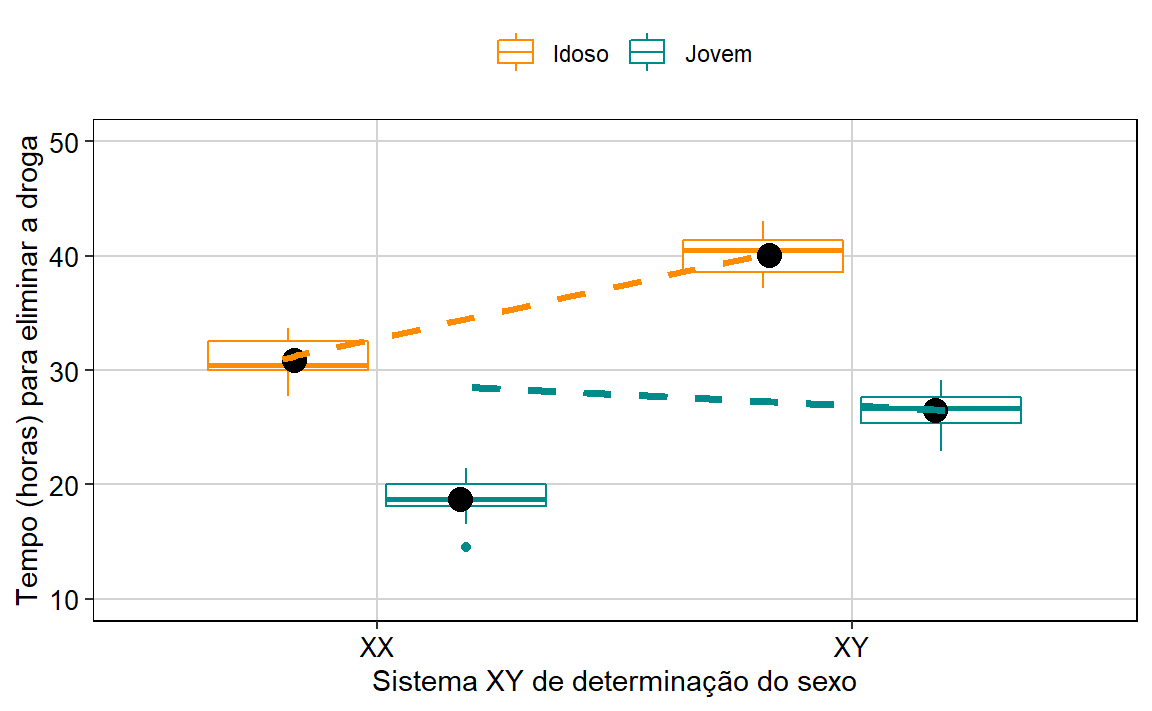 Idoso Jovem
Tempo (horas) para eliminar a droga
50
40
30
20
10
XX XY
Sistema XY de determinação do sexo